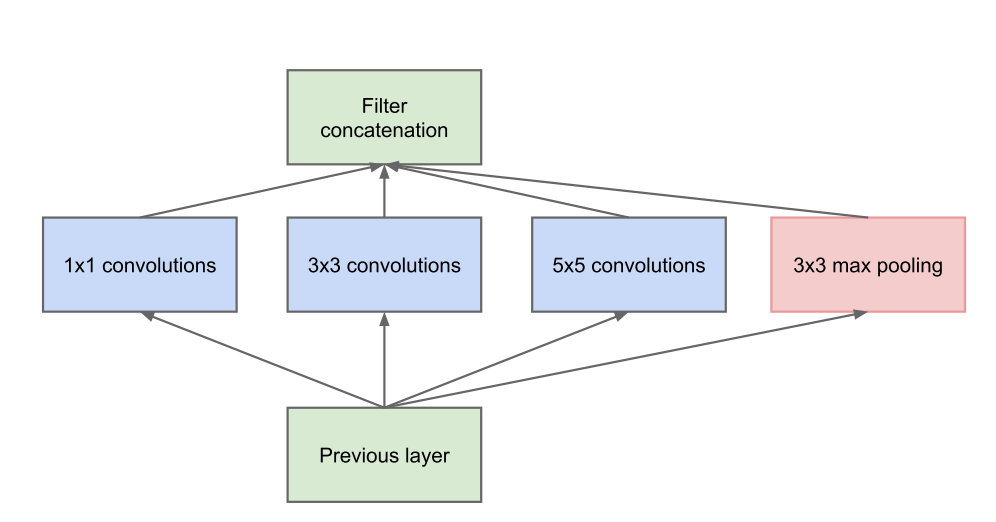 Filter
concatenation
1x1 convolutions
3x3 convolutions
5x5 convolutions
3x3 max pooling
Previous layer